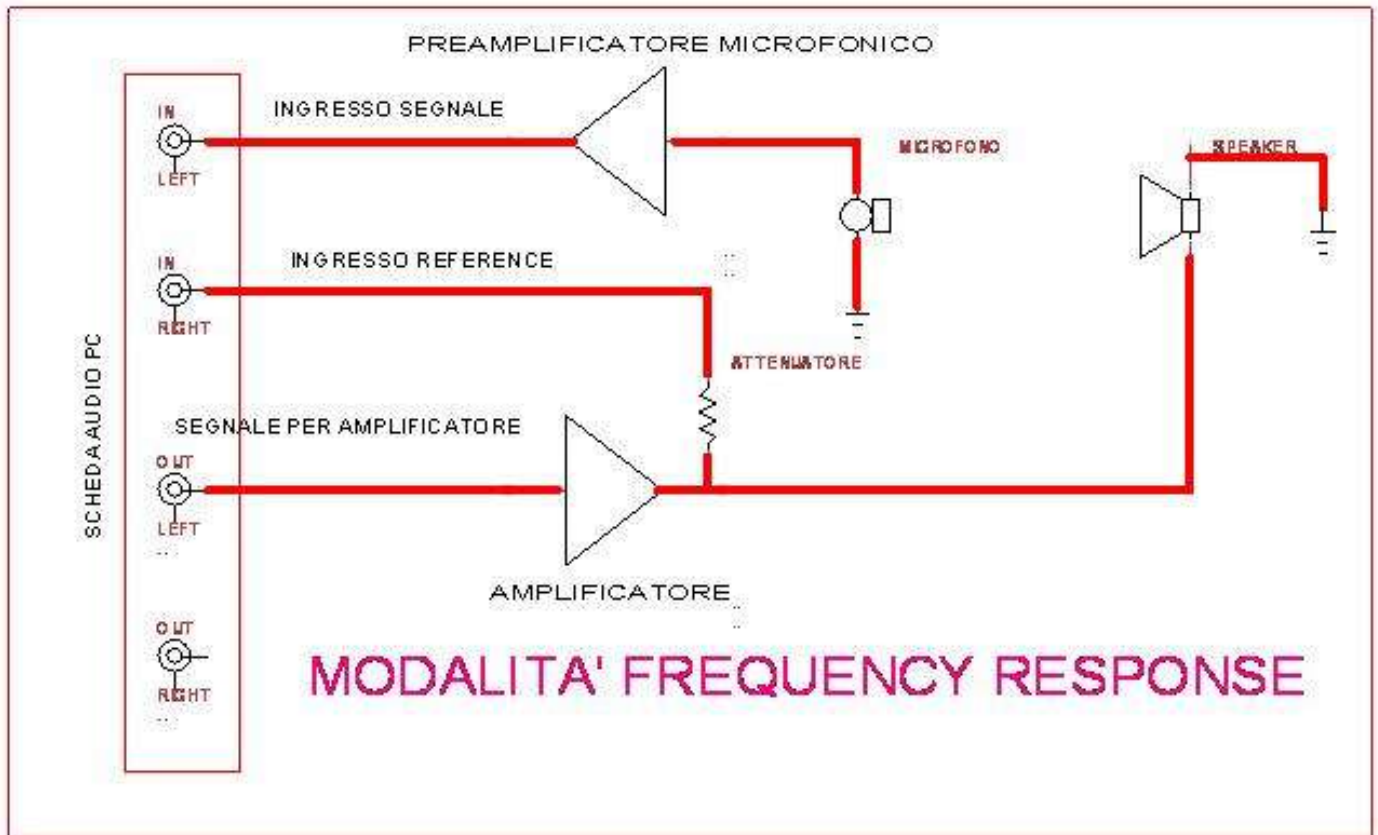 PREAMPLIFICATORE MICROFONICO
IN
INGRESSO SEGNALE
LEFT
MICROFONO
SPEAKER
IN
INGRESSO REFERENCE
RIGHT
ATTENUATORE
SCHEDA AUDIO PC
SEGNALE PER AMPLIFICATORE
OUT
LEFT
AMPLIFICATORE
OUT
RIGHT
MODALITA' FREQUENCY RESPONSE